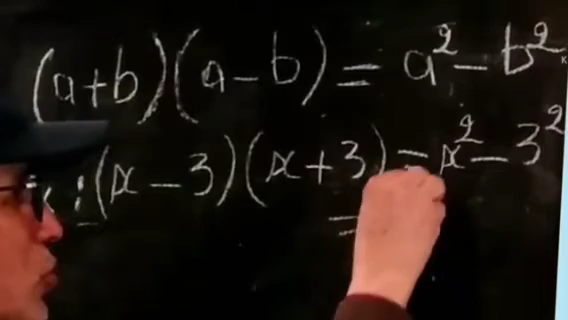 (a+b)(a-b) = a² - b²
: (x-3)(x+3) = x² - 3²
=